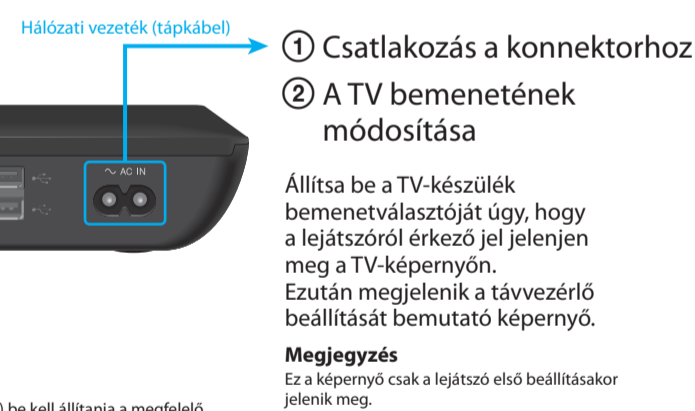 Hálózati vezeték (tápkábel)
① Csatlakozás a konnektorhoz
② A TV bemenetének
módosítása
∼ AC IN
Állítsa be a TV-készülék
bemenetválasztóját úgy, hogy
a lejátszóról érkező jel jelenjen
meg a TV-képernyőn.
Ezután megjelenik a távvezérlő
beállítását bemutató képernyő.
Megjegyzés
Ez a képernyő csak a lejátszó első beállításakor
jelenik meg.
be kell állítania a megfelelő